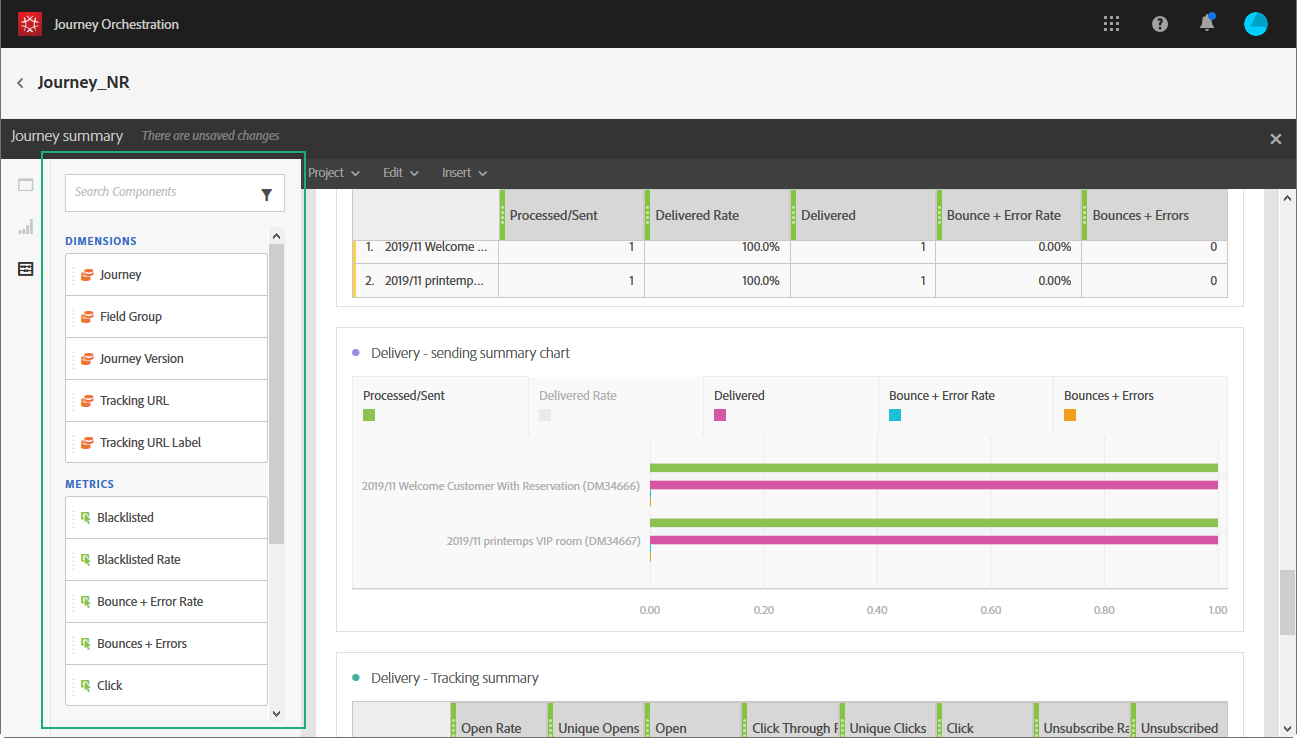 Journey Orchestration
Journey_NR
Journey summary There are unsaved changes
Project Edit Insert
Search Components
DIMENSIONS
Journey
Field Group
Journey Version
Tracking URL
Tracking URL Label
METRICS
Blacklisted
Blacklisted Rate
Bounce + Error Rate
Bounces + Errors
Click
Processed/Sent Delivered Rate Delivered Bounce + Error Rate Bounces + Errors
1. 2019/11 Welcome ... 1 100.0% 1 0.00% 0
2. 2019/11 printemp... 1 100.0% 1 0.00% 0
Delivery - sending summary chart
Processed/Sent Delivered Rate Delivered Bounce + Error Rate Bounces + Errors
2019/11 Welcome Customer With Reservation (DM34666)
2019/11 printemps VIP room (DM34667)
0.00 0.20 0.40 0.60 0.80 1.00
Delivery - Tracking summary
Open Rate Unique Opens Open Click Through Unique Clicks Click Unsubscribe Ra Unsubscribed